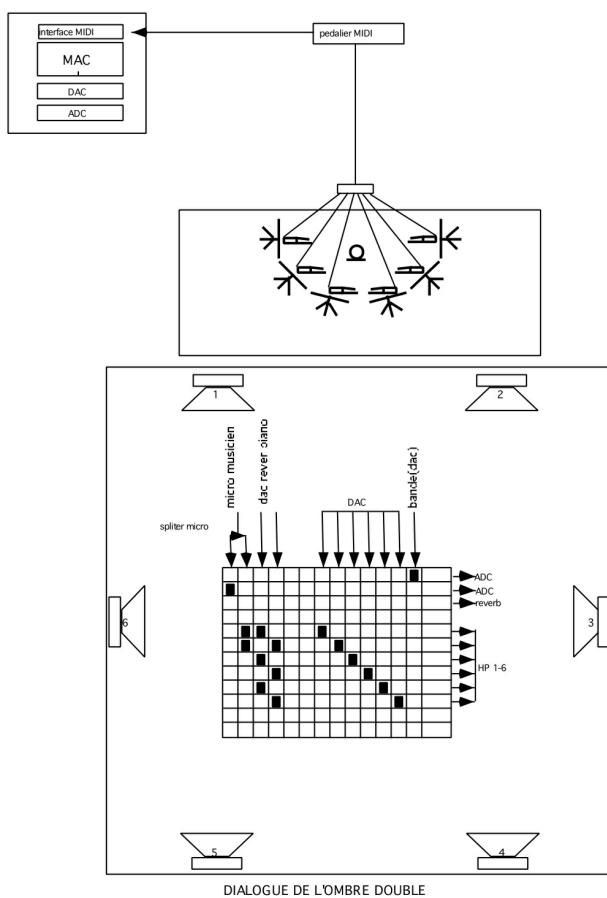 interface MIDI
pedalier MIDI
MAC
DAC
ADC
1
2
micro musicien
dac rever piano
DAC
bande(dac)
spliter micro
ADC
ADC
reverb
6
3
HP 1-6
5
4
DIALOGUE DE L'OMBRE DOUBLE